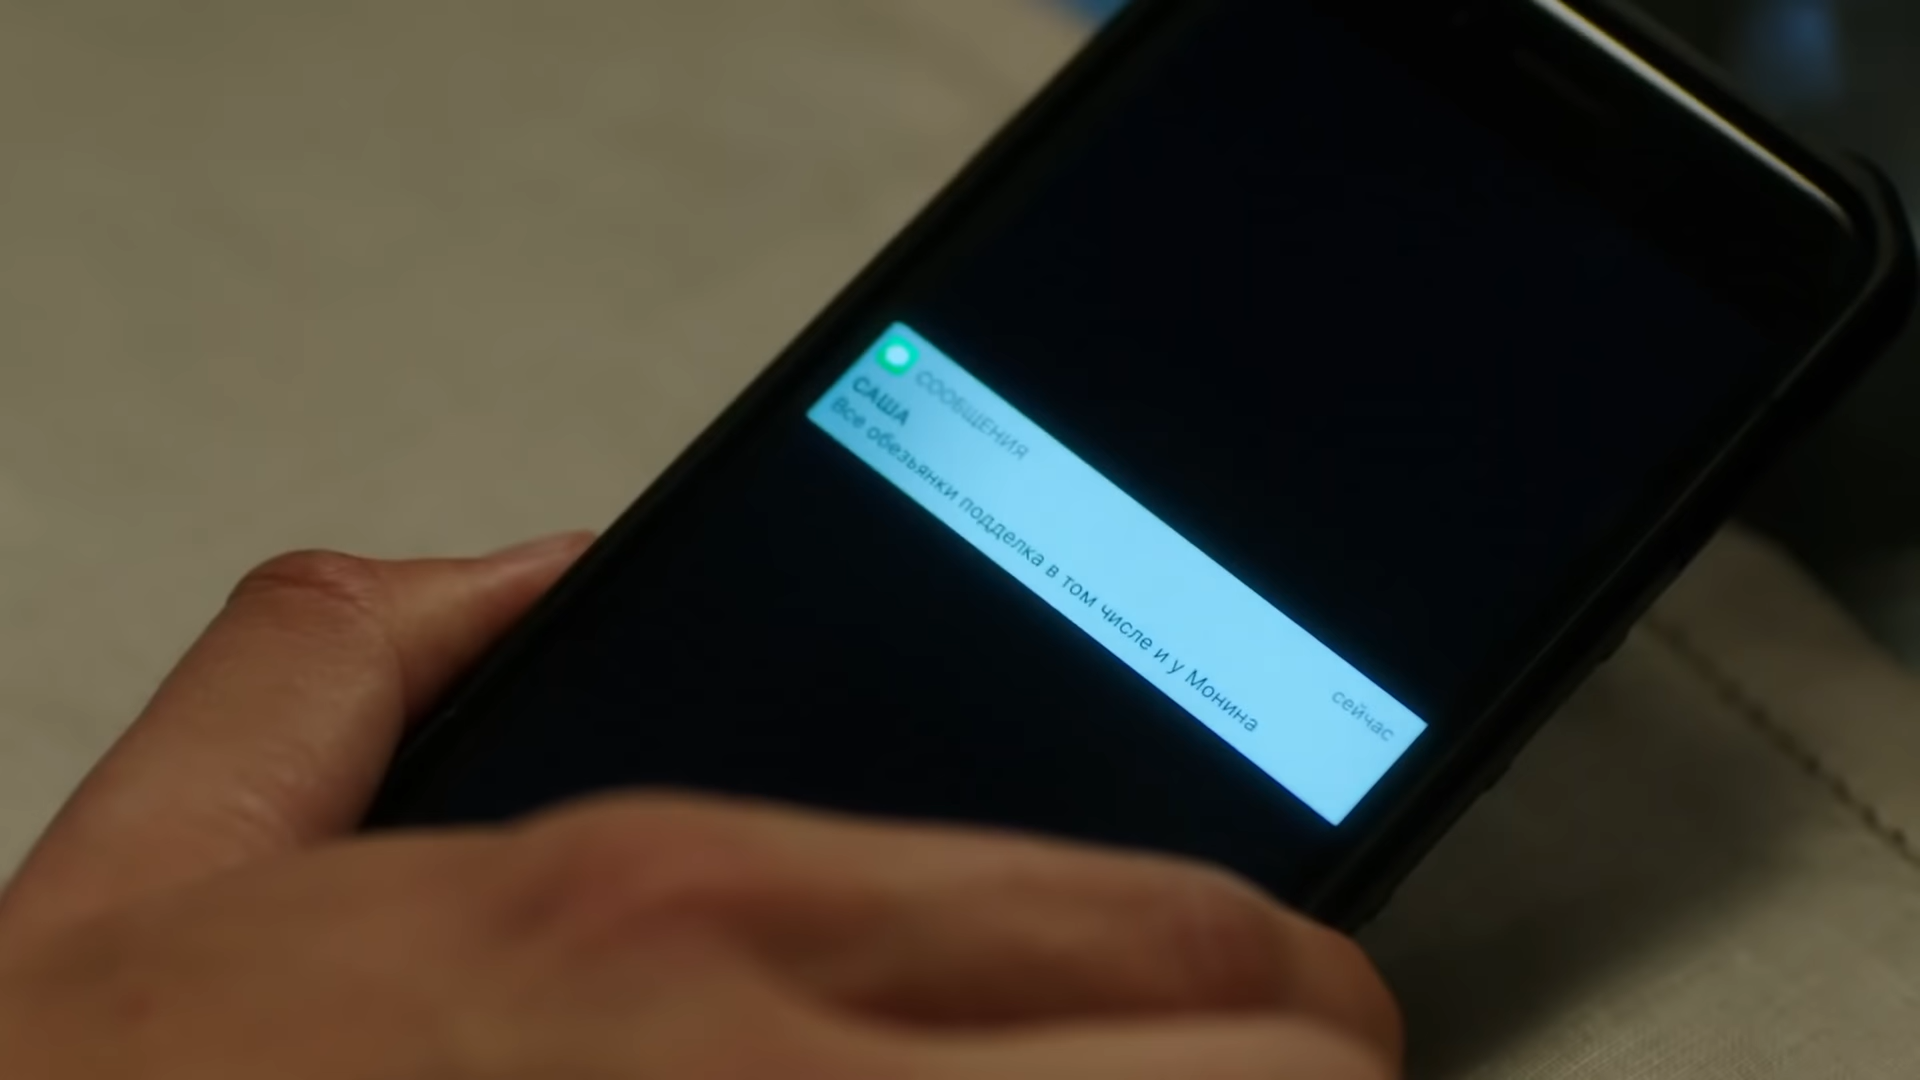 СООБЩЕНИЯ
сейчас
САША
Все обезьянки подделка в том числе и у Монина